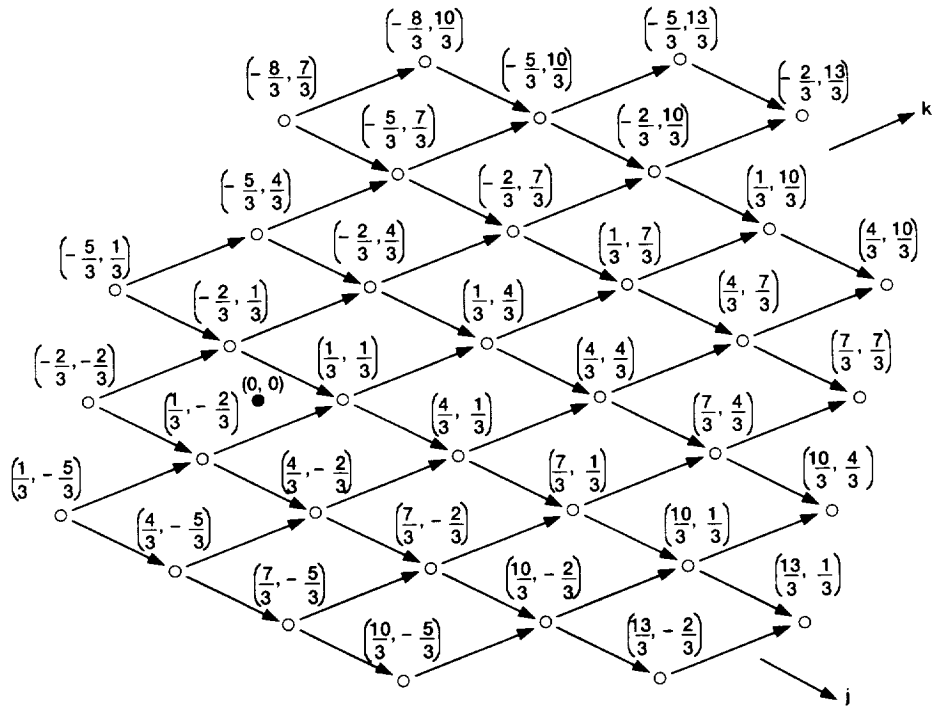 (- 8/3, 10/3)
(- 5/3, 13/3)
(- 8/3, 7/3)
(- 5/3, 10/3)
(- 2/3, 13/3)
k
(- 5/3, 7/3)
(- 2/3, 10/3)
(- 5/3, 4/3)
(- 2/3, 7/3)
(1/3, 10/3)
(- 5/3, 1/3)
(- 2/3, 4/3)
(1/3, 7/3)
(4/3, 10/3)
(- 2/3, 1/3)
(1/3, 4/3)
(4/3, 7/3)
(- 2/3, - 2/3)
(1/3, 1/3)
(4/3, 4/3)
(7/3, 7/3)
(0, 0)
(1/3, - 2/3)
(4/3, 1/3)
(7/3, 4/3)
(1/3, - 5/3)
(4/3, - 2/3)
(7/3, 1/3)
(10/3, 4/3)
(4/3, - 5/3)
(7/3, - 2/3)
(10/3, 1/3)
(7/3, - 5/3)
(10/3, - 2/3)
(13/3, 1/3)
(10/3, - 5/3)
(13/3, - 2/3)
j